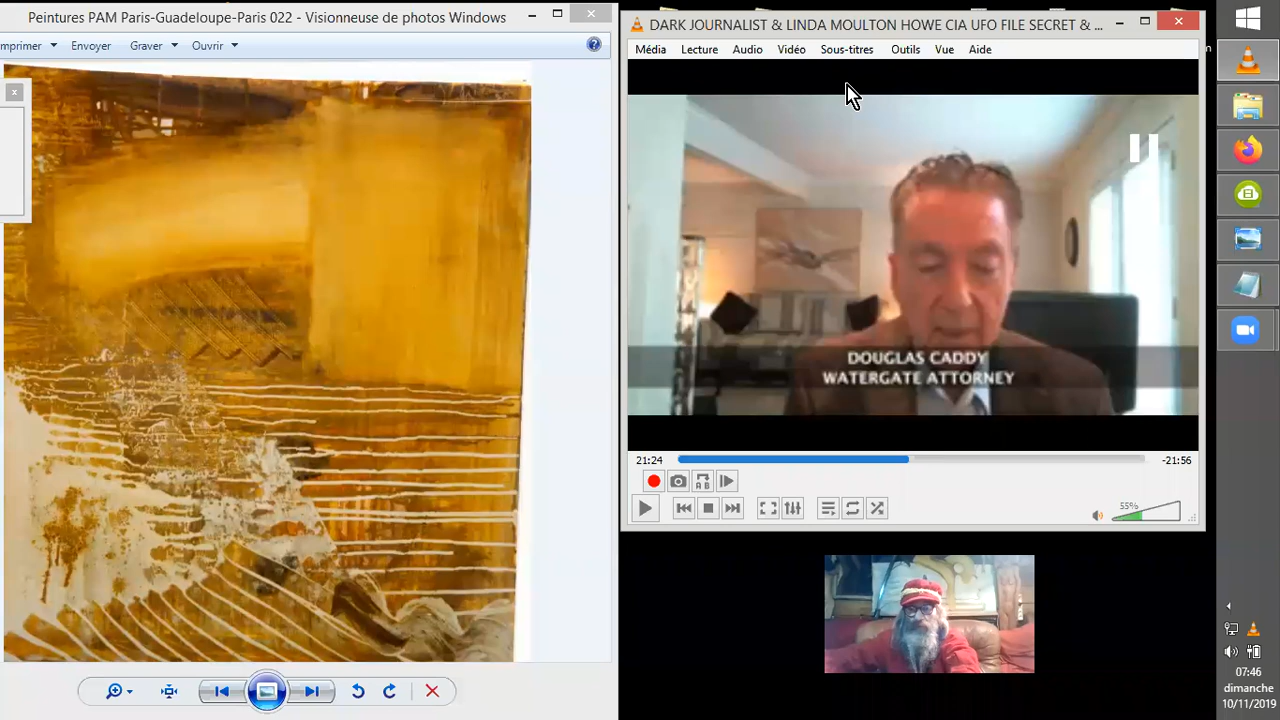 Peintures PAM Paris-Guadeloupe-Paris 022 - Visionneuse de photos Windows
mprimer Envoyer Graver Ouvrir
DARK JOURNALIST & LINDA MOULTON HOWE CIA UFO FILE SECRET & ...
Média Lecture Audio Vidéo Sous-titres Outils Vue Aide
DOUGLAS CADDY
WATERGATE ATTORNEY
21:24 -21:56
55%
07:46
dimanche
10/11/2019